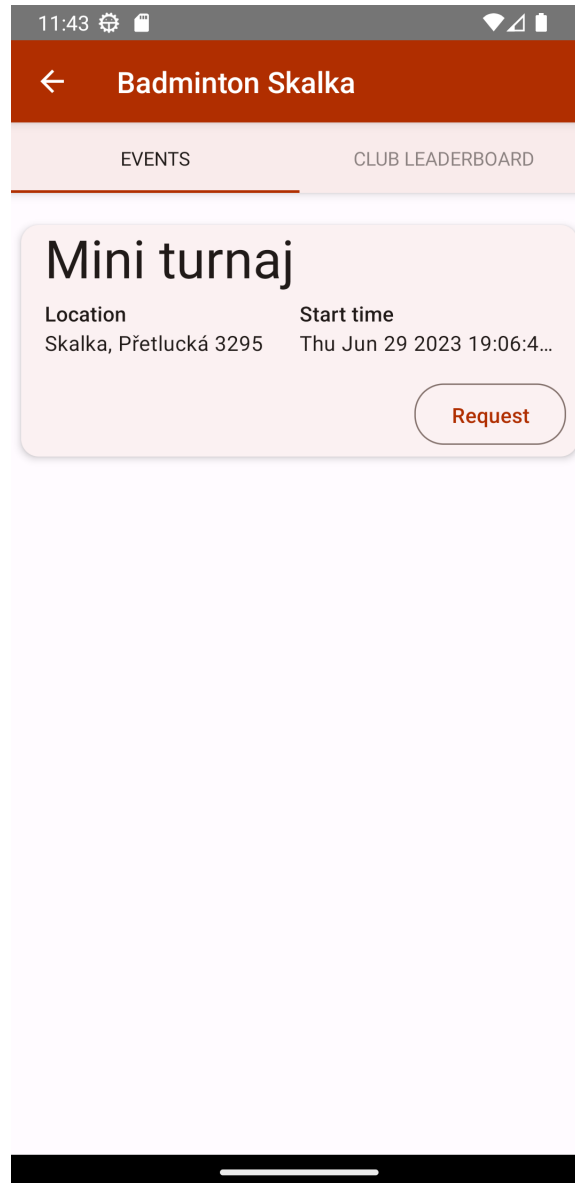 11:43
Badminton Skalka
EVENTS
CLUB LEADERBOARD
Mini turnaj
Location
Start time
Skalka, Přetlucká 3295
Thu Jun 29 2023 19:06:4…
Request